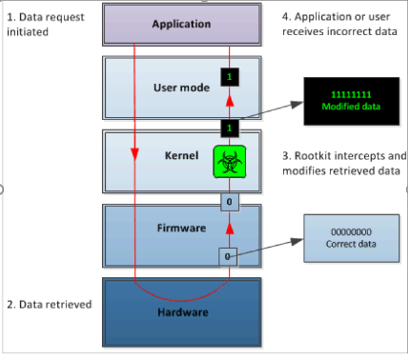 1. Data request
initiated
Application
4. Application or user
receives incorrect data
1
User mode
11111111
Modified data
1
Kernel
3. Rootkit intercepts and
modifies retrieved data
0
Firmware
00000000
Correct data
0
2. Data retrieved
Hardware